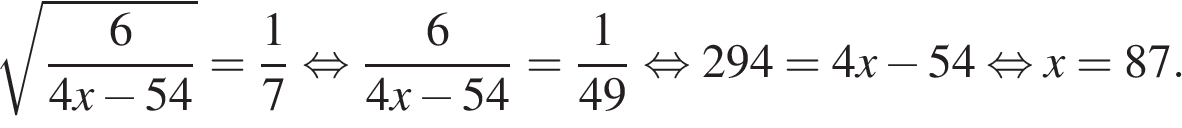 √(6/(4x − 54)) = 1/7 ⇔ 6/(4x − 54) = 1/49 ⇔ 294 = 4x − 54 ⇔ x = 87.